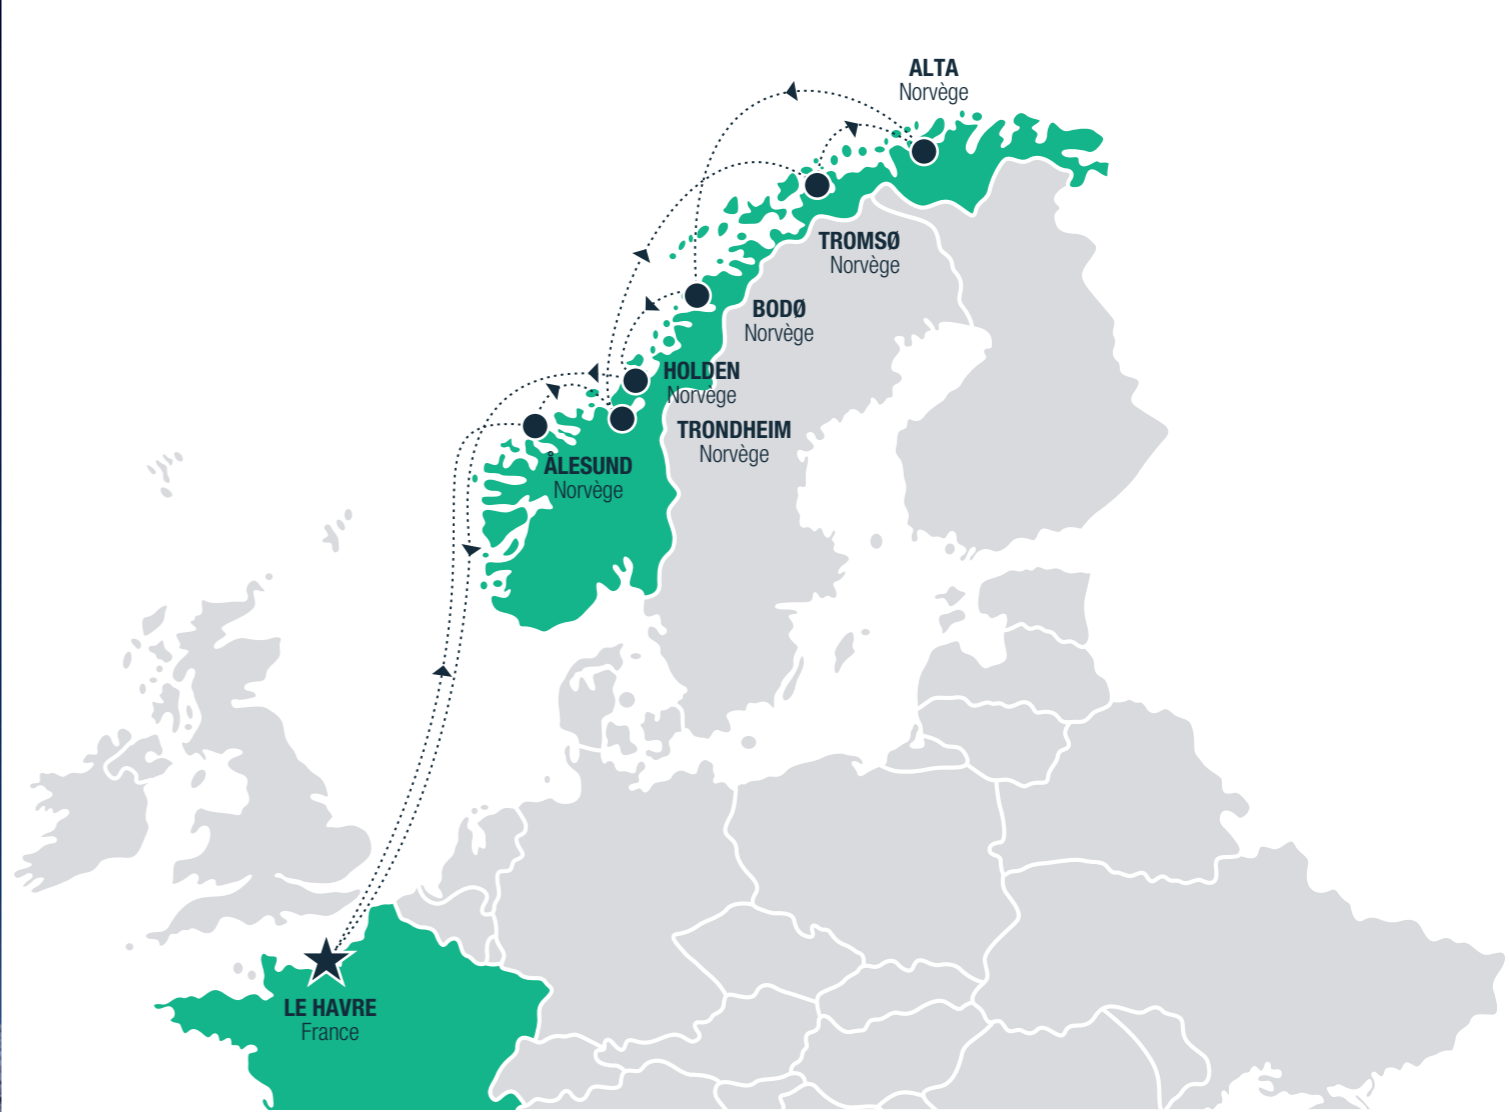 ALTA
Norvège
TROMSØ
Norvège
BODØ
Norvège
HOLDEN
Norvège
TRONDHEIM
Norvège
ÅLESUND
Norvège
LE HAVRE
France